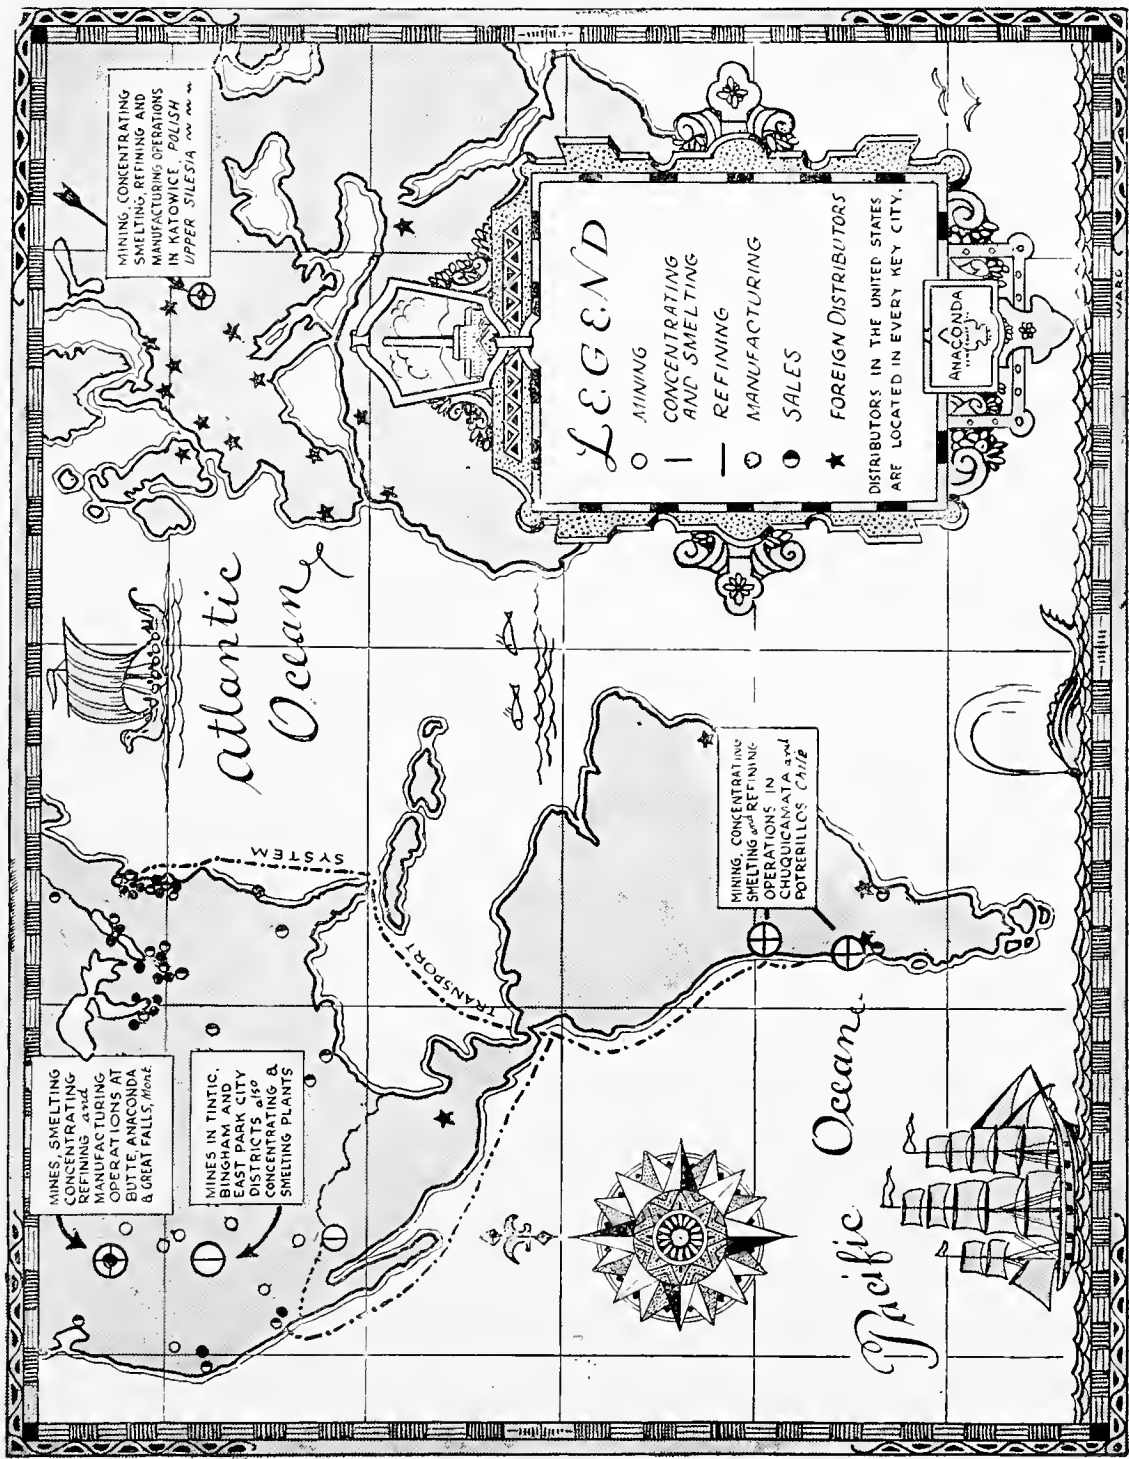 MINES, SMELTING
CONCENTRATING
REFINING and
MANUFACTURING
OPERATIONS AT
BUTTE, ANACONDA
& GREAT FALLS, Mont.
MINES IN TINTIC,
BINGHAM AND
EAST PARK CITY
DISTRICTS also
CONCENTRATING &
SMELTING PLANTS
MINING, CONCENTRATING
SMELTING, REFINING AND
MANUFACTURING OPERATIONS
IN KATOWICE, POLISH
UPPER SILESIA
atlantic
Ocean
TRANSPORT
SYSTEM
MINING, CONCENTRATING
SMELTING and REFINING
OPERATIONS IN
CHUQUICAMATA and
POTRERILLOS Chile
Pacific Ocean
LEGEND
MINING
CONCENTRATING
AND SMELTING
REFINING
MANUFACTURING
SALES
FOREIGN DISTRIBUTORS
DISTRIBUTORS IN THE UNITED STATES
ARE LOCATED IN EVERY KEY CITY.
ANACONDA